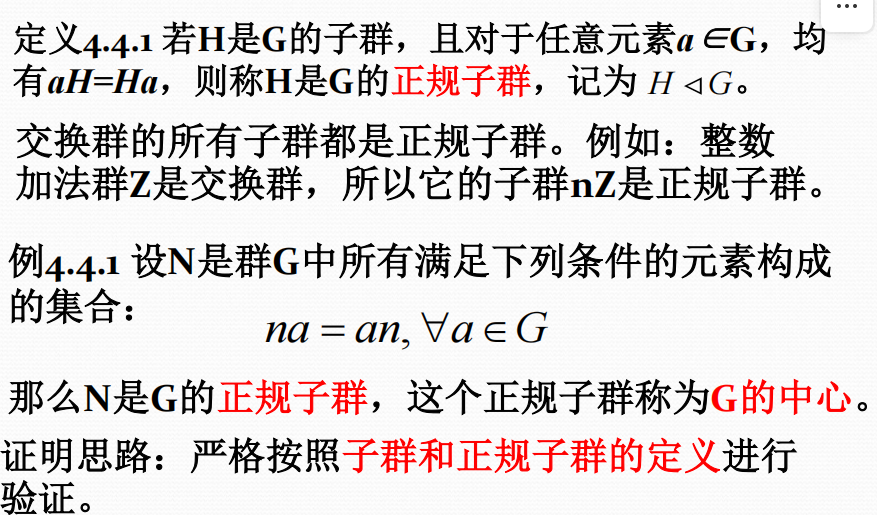 定义4.4.1 若H是G的子群，且对于任意元素a∈G，均
有aH=Ha，则称H是G的正规子群，记为 H ◁ G。
交换群的所有子群都是正规子群。例如：整数
加法群Z是交换群，所以它的子群nZ是正规子群。
例4.4.1 设N是群G中所有满足下列条件的元素构成
的集合：
na = an, ∀a ∈ G
那么N是G的正规子群，这个正规子群称为G的中心。
证明思路：严格按照子群和正规子群的定义进行
验证。